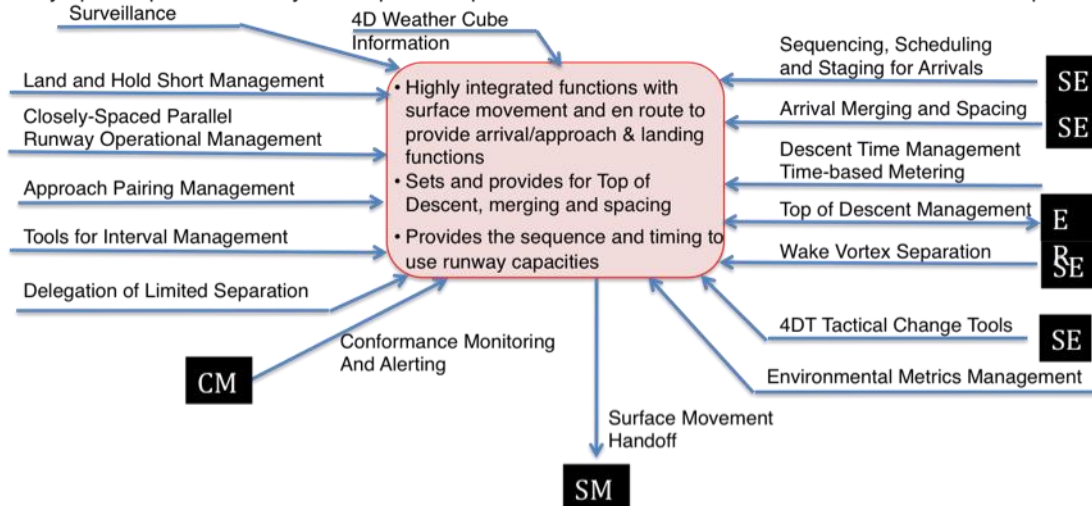 Surveillance
4D Weather Cube
Information
Land and Hold Short Management
Closely-Spaced Parallel
Runway Operational Management
Approach Pairing Management
Tools for Interval Management
Delegation of Limited Separation
• Highly integrated functions with
surface movement and en route to
provide arrival/approach & landing
functions
• Sets and provides for Top of
Descent, merging and spacing
• Provides the sequence and timing to
use runway capacities
Sequencing, Scheduling
and Staging for Arrivals
SE
Arrival Merging and Spacing
SE
Descent Time Management
Time-based Metering
Top of Descent Management
E
R
Wake Vortex Separation
SE
4DT Tactical Change Tools
SE
Environmental Metrics Management
Conformance Monitoring
And Alerting
CM
Surface Movement
Handoff
SM